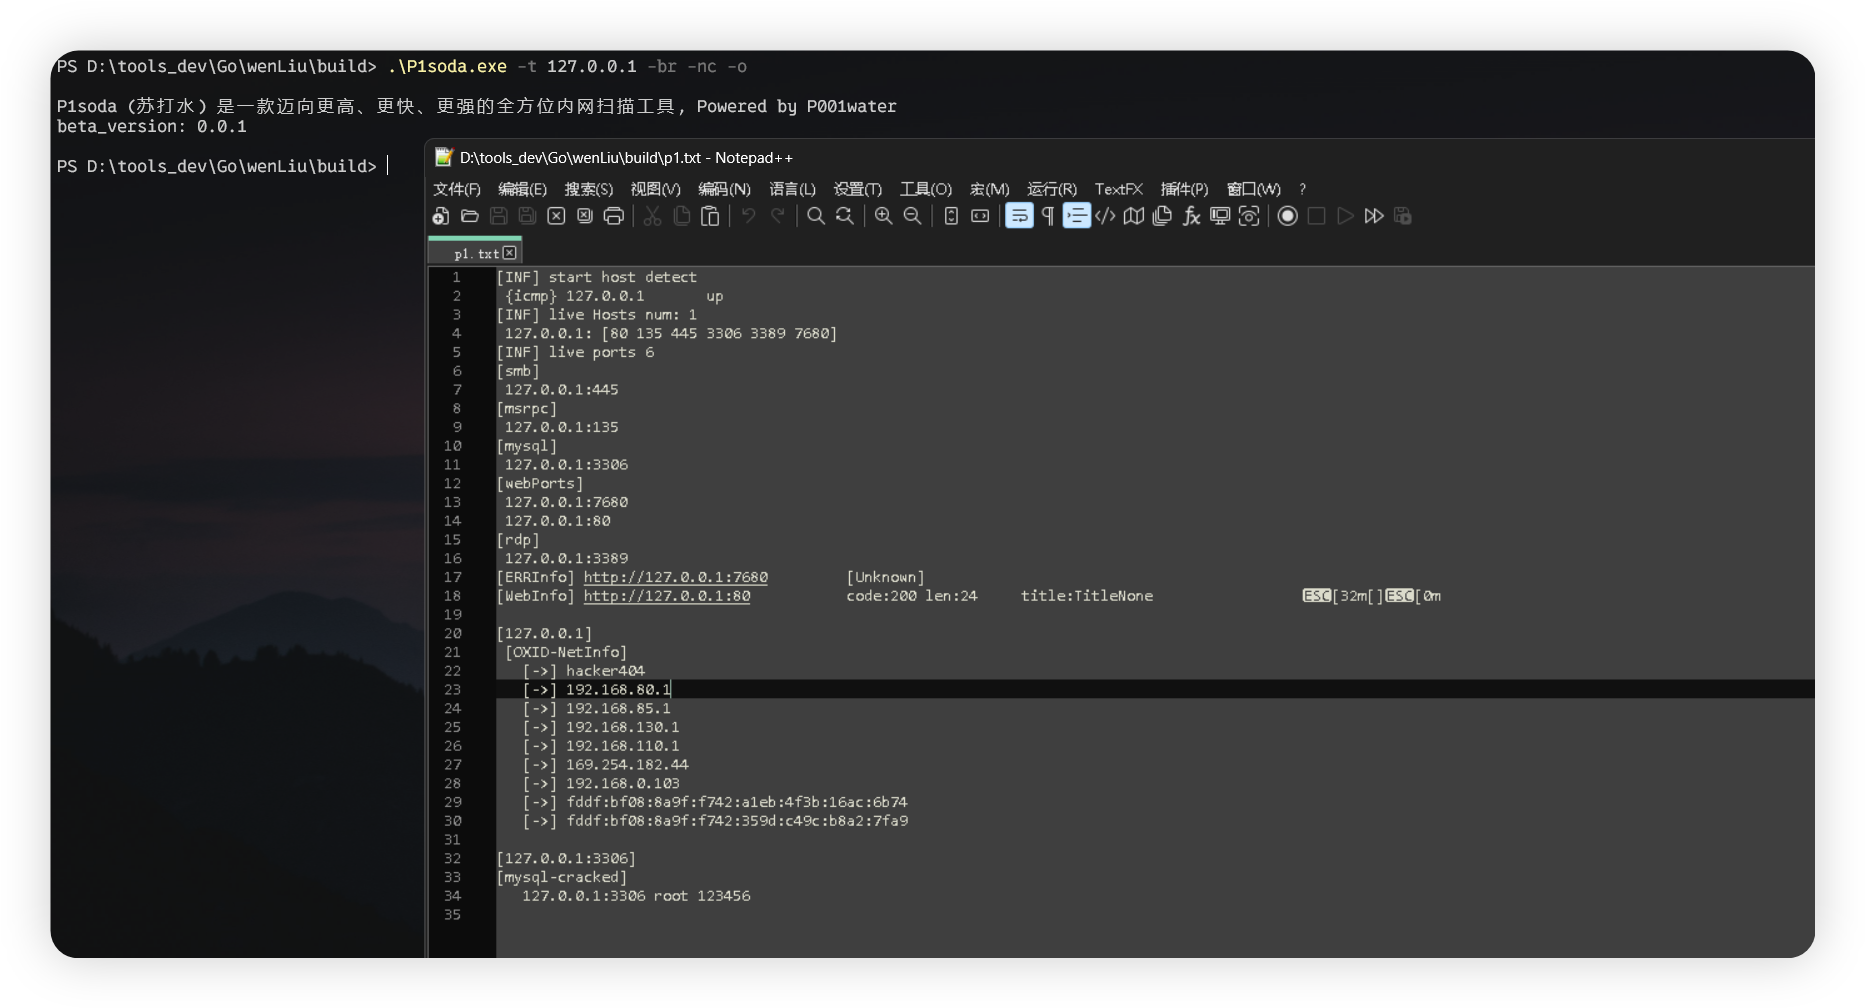 PS D:\tools_dev\Go\wenLiu\build> .\P1soda.exe -t 127.0.0.1 -br -nc -o
P1soda (苏打水) 是一款迈向更高、更快、更强的全方位内网扫描工具, Powered by P001water
beta_version: 0.0.1
PS D:\tools_dev\Go\wenLiu\build>
D:\tools_dev\Go\wenLiu\build\p1.txt - Notepad++
文件(F) 编辑(E) 搜索(S) 视图(V) 编码(N) 语言(L) 设置(T) 工具(O) 宏(M) 运行(R) TextFX 插件(P) 窗口(W) ?
p1.txt
1 [INF] start host detect
2 {icmp} 127.0.0.1 up
3 [INF] live Hosts num: 1
4 127.0.0.1: [80 135 445 3306 3389 7680]
5 [INF] live ports 6
6 [smb]
7 127.0.0.1:445
8 [msrpc]
9 127.0.0.1:135
10 [mysql]
11 127.0.0.1:3306
12 [webPorts]
13 127.0.0.1:7680
14 127.0.0.1:80
15 [rdp]
16 127.0.0.1:3389
17 [ERRInfo] http://127.0.0.1:7680 [Unknown]
18 [WebInfo] http://127.0.0.1:80 code:200 len:24 title:TitleNone ESC[32m[]ESC[0m
19
20 [127.0.0.1]
21 [OXID-NetInfo]
22 [->] hacker404
23 [->] 192.168.80.1
24 [->] 192.168.85.1
25 [->] 192.168.130.1
26 [->] 192.168.110.1
27 [->] 169.254.182.44
28 [->] 192.168.0.103
29 [->] fddf:bf08:8a9f:f742:a1eb:4f3b:16ac:6b74
30 [->] fddf:bf08:8a9f:f742:359d:c49c:b8a2:7fa9
31
32 [127.0.0.1:3306]
33 [mysql-cracked]
34 127.0.0.1:3306 root 123456
35